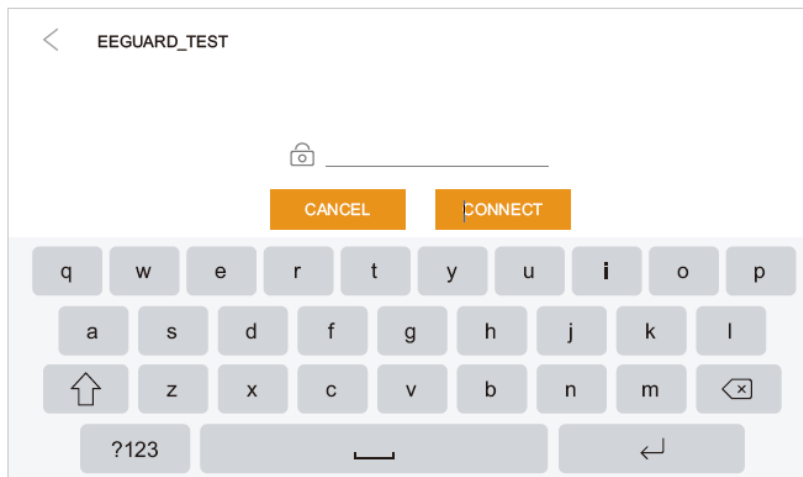 EEGUARD_TEST
CANCEL CONNECT
q w e r t y u i o p
a s d f g h j k l
z x c v b n m
?123